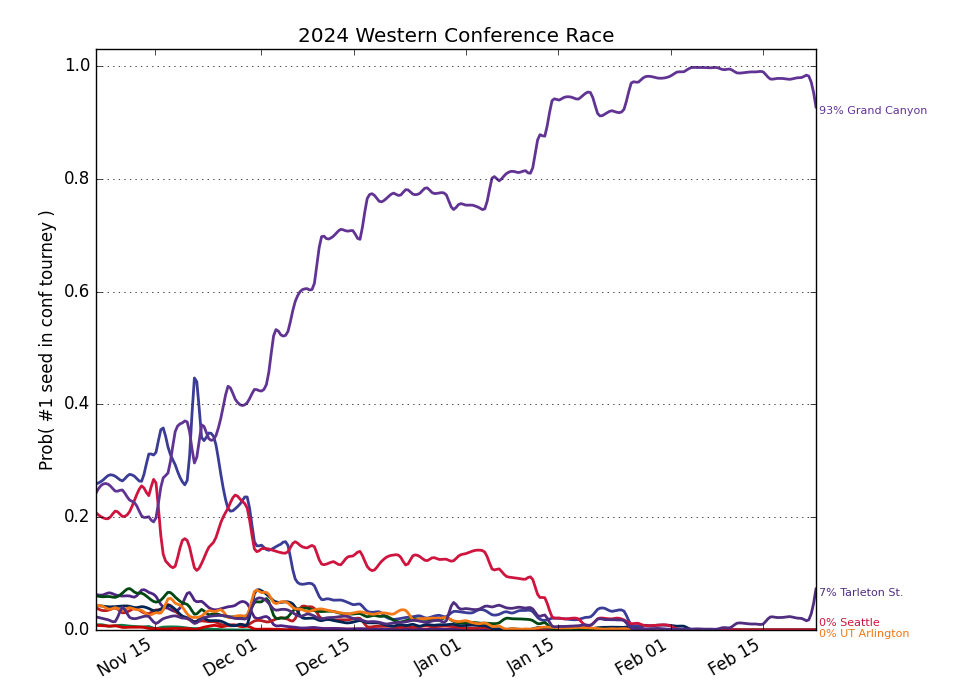 2024 Western Conference Race
Prob( #1 seed in conf tourney )
1.0
0.8
0.6
0.4
0.2
0.0
93% Grand Canyon
7% Tarleton St.
0% Seattle
0% UT Arlington
Nov 15
Dec 01
Dec 15
Jan 01
Jan 15
Feb 01
Feb 15